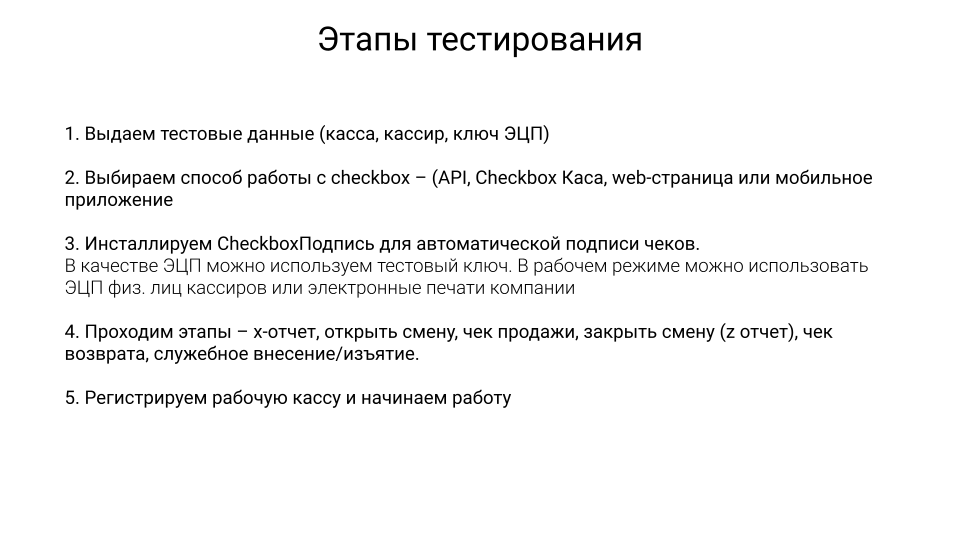 Этапы тестирования
1. Выдаем тестовые данные (касса, кассир, ключ ЭЦП)
2. Выбираем способ работы с checkbox – (API, Checkbox Каса, web-страница или мобильное
приложение
3. Инсталлируем CheckboxПодпись для автоматической подписи чеков.
В качестве ЭЦП можно используем тестовый ключ. В рабочем режиме можно использовать
ЭЦП физ. лиц кассиров или электронные печати компании
4. Проходим этапы – x-отчет, открыть смену, чек продажи, закрыть смену (z отчет), чек
возврата, служебное внесение/изъятие.
5. Регистрируем рабочую кассу и начинаем работу